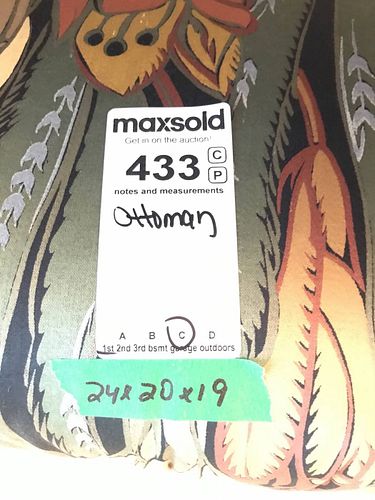 maxsold
Get in on the auction!
433 C
P
notes and measurements
Ottoman
A B C D
1st 2nd 3rd bsmt garage outdoors
24x20x19